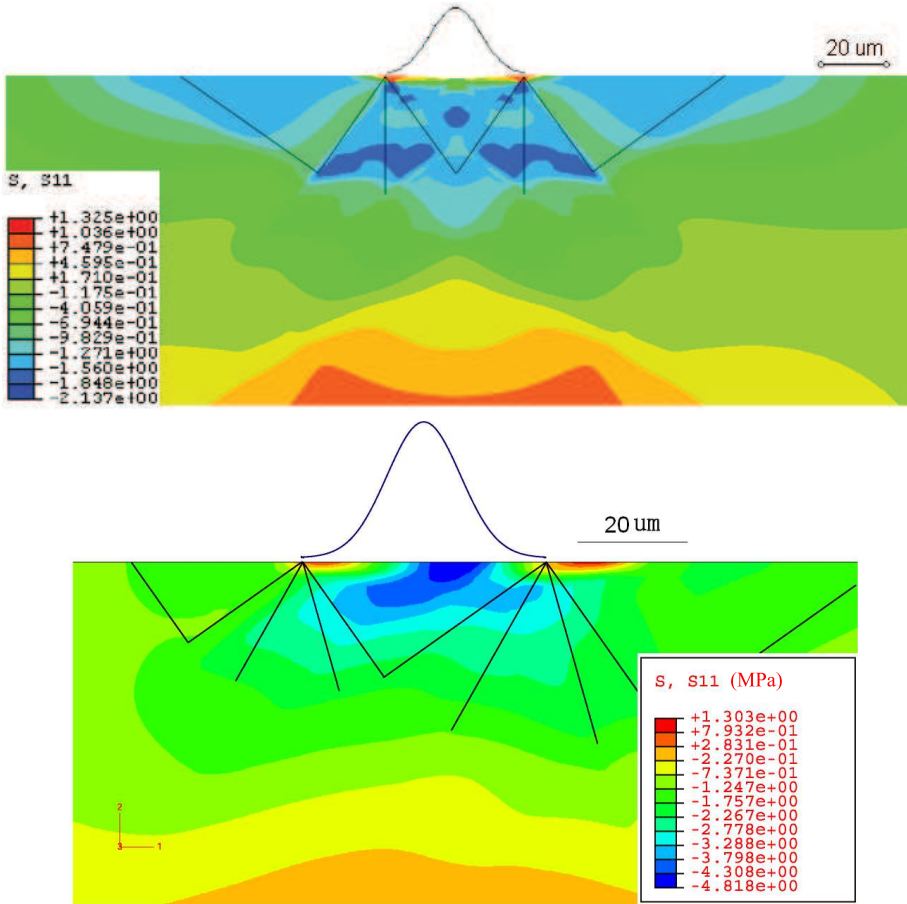 20 um
S, S11
+1.325e+00
+1.036e+00
+7.479e-01
+4.595e-01
+1.710e-01
-1.175e-01
-4.059e-01
-6.944e-01
-9.829e-01
-1.271e+00
-1.560e+00
-1.848e+00
-2.137e+00
20 um
S, S11 (MPa)
+1.303e+00
+7.932e-01
+2.831e-01
-2.270e-01
-7.371e-01
-1.247e+00
-1.757e+00
-2.267e+00
-2.778e+00
-3.288e+00
-3.798e+00
-4.308e+00
-4.818e+00
2
3 1